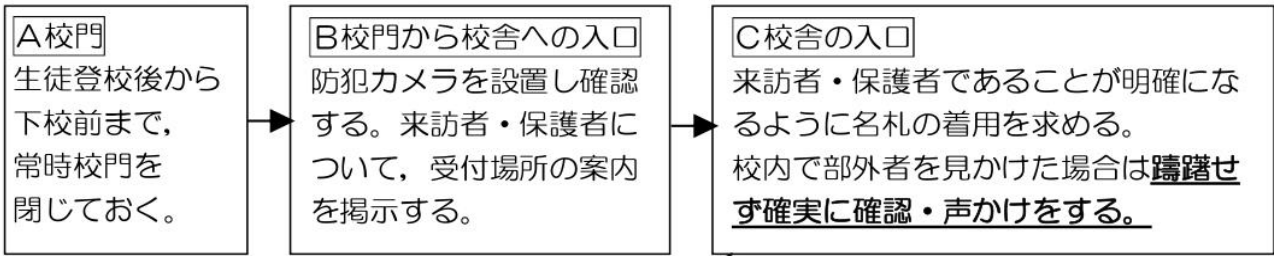 A校門
生徒登校後から
下校前まで，
常時校門を
閉じておく。
B校門から校舎への入口
防犯カメラを設置し確認
する。来訪者・保護者に
ついて，受付場所の案内
を掲示する。
C校舎の入口
来訪者・保護者であることが明確にな
るように名札の着用を求める。
校内で部外者を見かけた場合は躊躇せ
ず確実に確認・声かけをする。